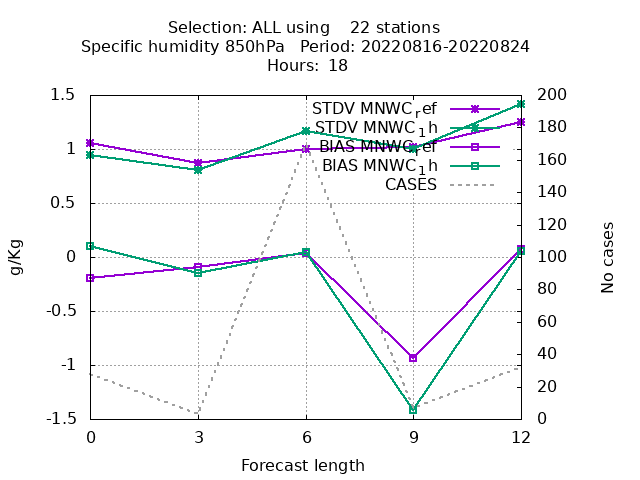 Selection: ALL using 22 stations
Specific humidity 850hPa Period: 20220816-20220824
Hours: 18
STDV MNWC_ref
STDV MNWC_1h
BIAS MNWC_ref
BIAS MNWC_1h
CASES
1.5
1
0.5
0
-0.5
-1
-1.5
g/Kg
200
180
160
140
120
100
80
60
40
20
0
No cases
0 3 6 9 12
Forecast length